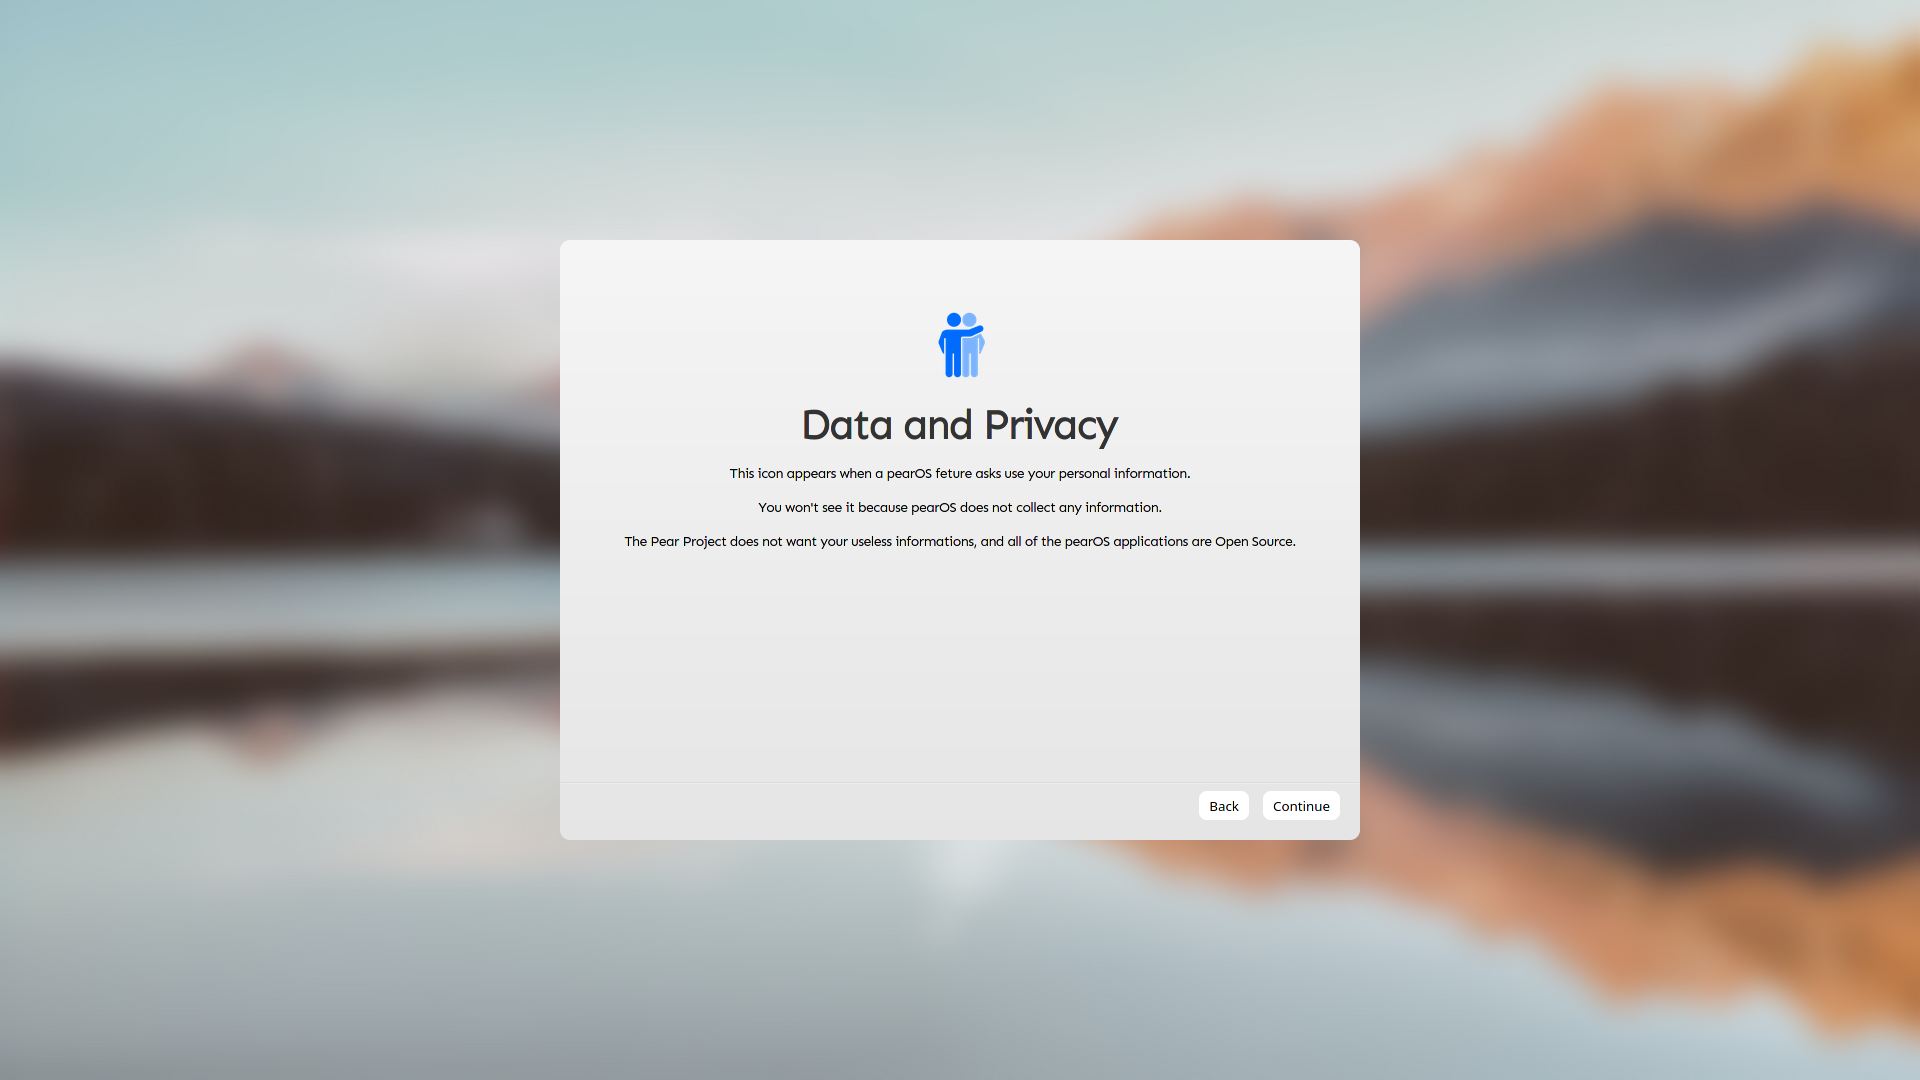 Data and Privacy
This icon appears when a pearOS feture asks use your personal information.
You won't see it because pearOS does not collect any information.
The Pear Project does not want your useless informations, and all of the pearOS applications are Open Source.
Back Continue